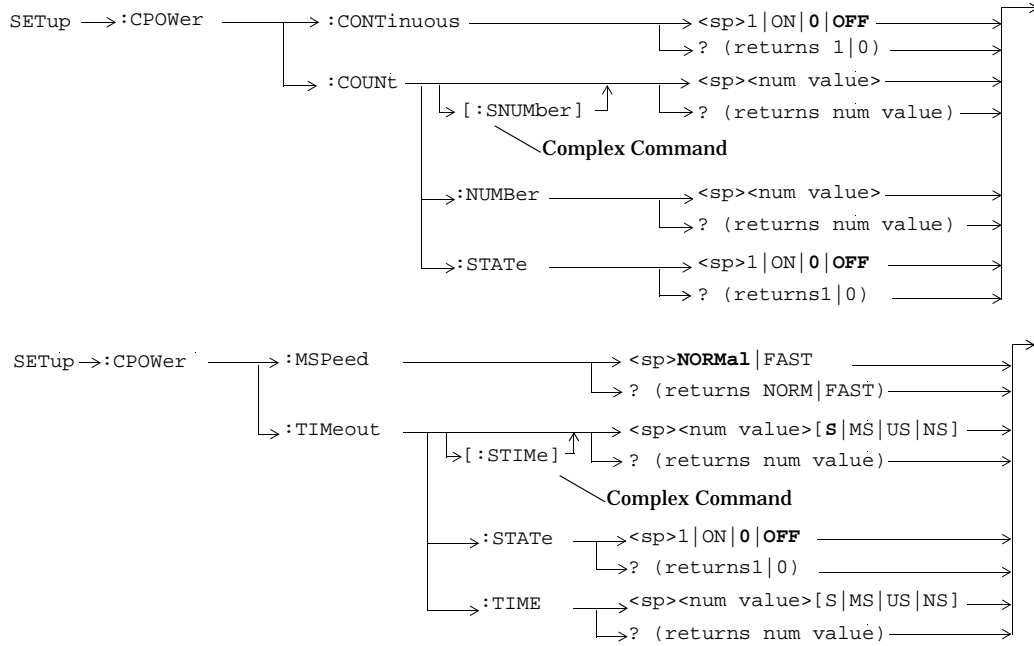 SETup :CPOWer :CONTinuous <sp>1|ON|0|OFF
? (returns 1|0)
:COUNt <sp><num value>
[:SNUMber] ? (returns num value)
Complex Command
:NUMBer <sp><num value>
? (returns num value)
:STATe <sp>1|ON|0|OFF
? (returns1|0)
SETup :CPOWer :MSPeed <sp>NORMal|FAST
? (returns NORM|FAST)
:TIMeout <sp><num value>[S|MS|US|NS]
[:STIMe] ? (returns num value)
Complex Command
:STATe <sp>1|ON|0|OFF
? (returns1|0)
:TIME <sp><num value>[S|MS|US|NS]
? (returns num value)